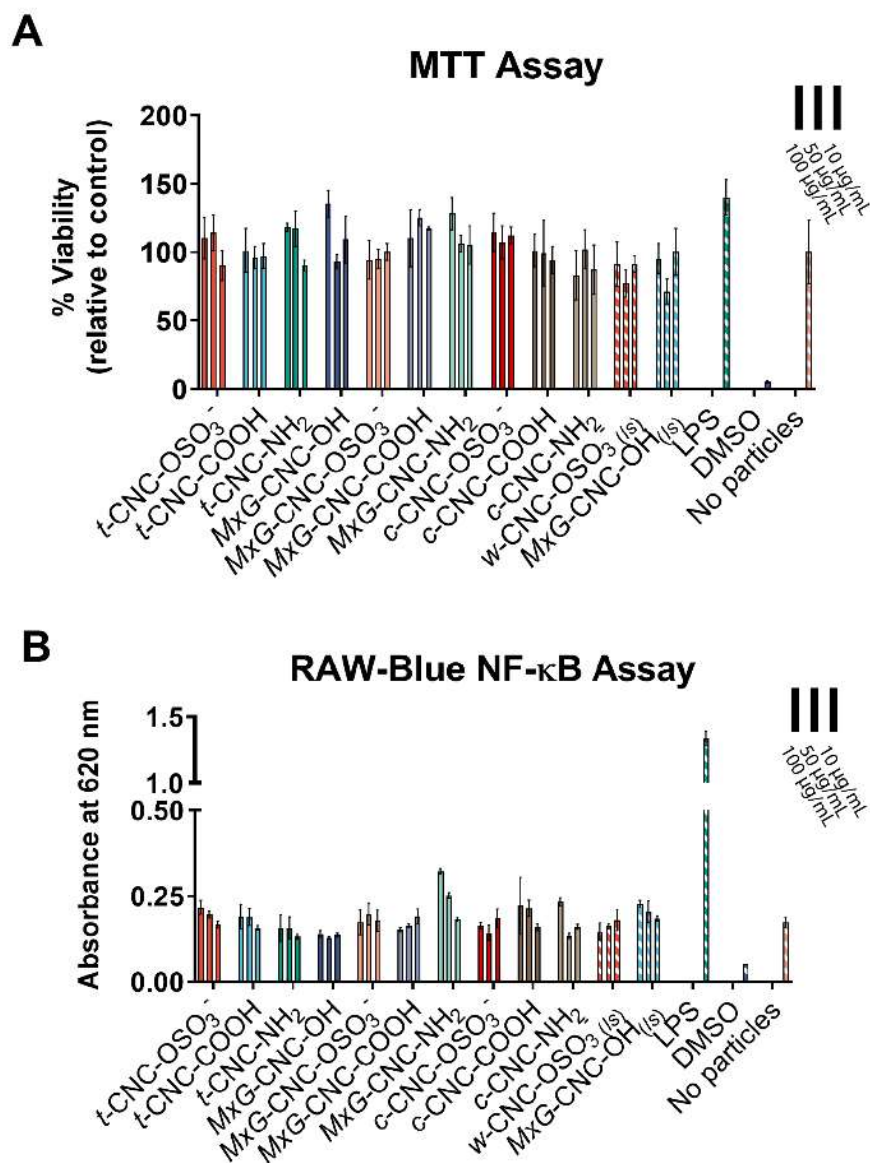 A
MTT Assay
% Viability
(relative to control)
200
150
100
50
0
10 µg/mL
50 µg/mL
100 µg/mL
t-CNC-OSO₃⁻
t-CNC-COOH
t-CNC-NH₂
MxG-CNC-OH
MxG-CNC-OSO₃⁻
MxG-CNC-COOH
MxG-CNC-NH₂
c-CNC-OSO₃⁻
c-CNC-COOH
c-CNC-NH₂
w-CNC-OSO₃ (ls)
MxG-CNC-OH(ls)
LPS
DMSO
No particles
B
RAW-Blue NF-κB Assay
Absorbance at 620 nm
1.5
1.0
0.50
0.25
0.00
10 µg/mL
50 µg/mL
100 µg/mL
t-CNC-OSO₃⁻
t-CNC-COOH
t-CNC-NH₂
MxG-CNC-OH
MxG-CNC-OSO₃⁻
MxG-CNC-COOH
MxG-CNC-NH₂
c-CNC-OSO₃⁻
c-CNC-COOH
c-CNC-NH₂
w-CNC-OSO₃ (ls)
MxG-CNC-OH(ls)
LPS
DMSO
No particles